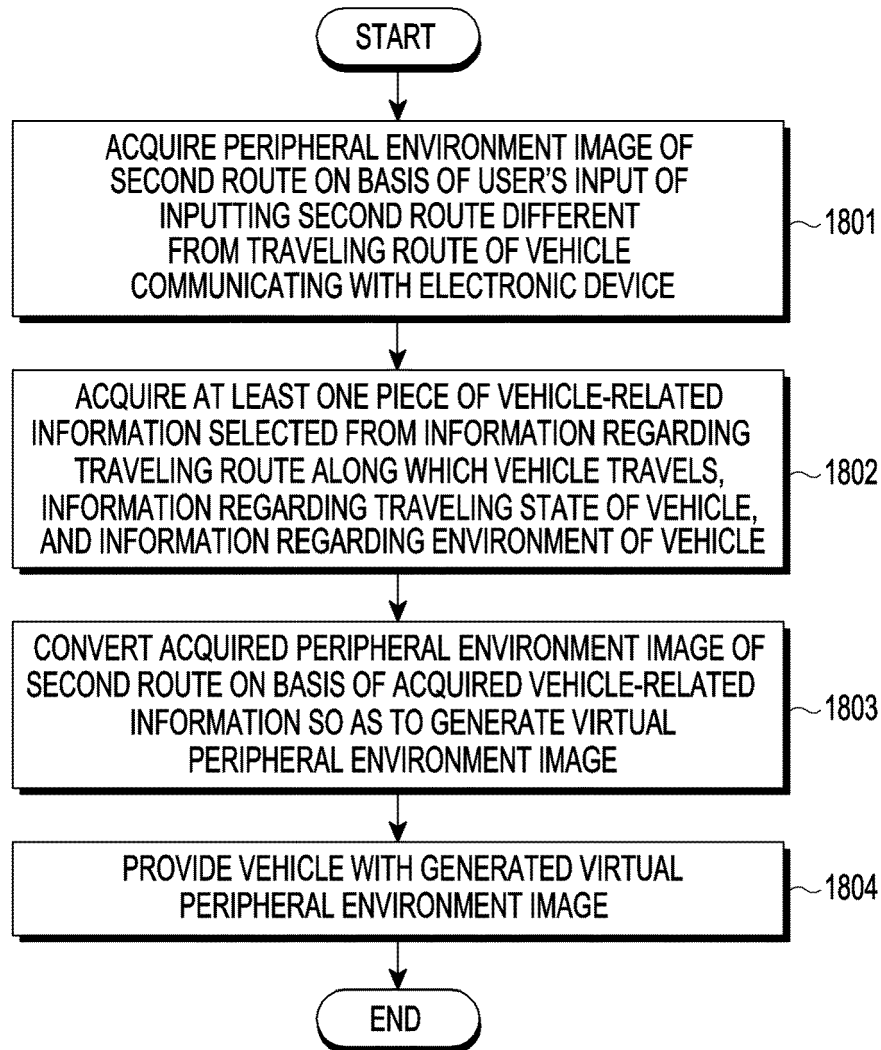 START
ACQUIRE PERIPHERAL ENVIRONMENT IMAGE OF
SECOND ROUTE ON BASIS OF USER'S INPUT OF
INPUTTING SECOND ROUTE DIFFERENT
FROM TRAVELING ROUTE OF VEHICLE
COMMUNICATING WITH ELECTRONIC DEVICE
1801
ACQUIRE AT LEAST ONE PIECE OF VEHICLE-RELATED
INFORMATION SELECTED FROM INFORMATION REGARDING
TRAVELING ROUTE ALONG WHICH VEHICLE TRAVELS,
INFORMATION REGARDING TRAVELING STATE OF VEHICLE,
AND INFORMATION REGARDING ENVIRONMENT OF VEHICLE
1802
CONVERT ACQUIRED PERIPHERAL ENVIRONMENT IMAGE OF
SECOND ROUTE ON BASIS OF ACQUIRED VEHICLE-RELATED
INFORMATION SO AS TO GENERATE VIRTUAL
PERIPHERAL ENVIRONMENT IMAGE
1803
PROVIDE VEHICLE WITH GENERATED VIRTUAL
PERIPHERAL ENVIRONMENT IMAGE
1804
END